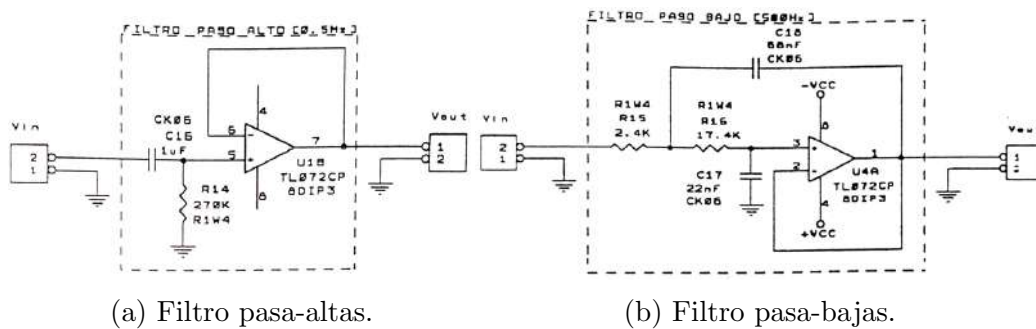 FILTRO PASO ALTO [0.5Hz]
Vin
2
1
CK06
C16
1uF
R14
270K
R1W4
6
5
4
7
8
U1B
TL072CP
8DIP3
Vout
1
2
(a) Filtro pasa-altas.
FILTRO PASO BAJO [500Hz]
Vin
2
1
R1W4
R15
2.4K
R1W4
R16
17.4K
C18
68nF
CK06
C17
22nF
CK06
-VCC
8
3
2
1
4
+VCC
U4A
TL072CP
8DIP3
1
(b) Filtro pasa-bajas.